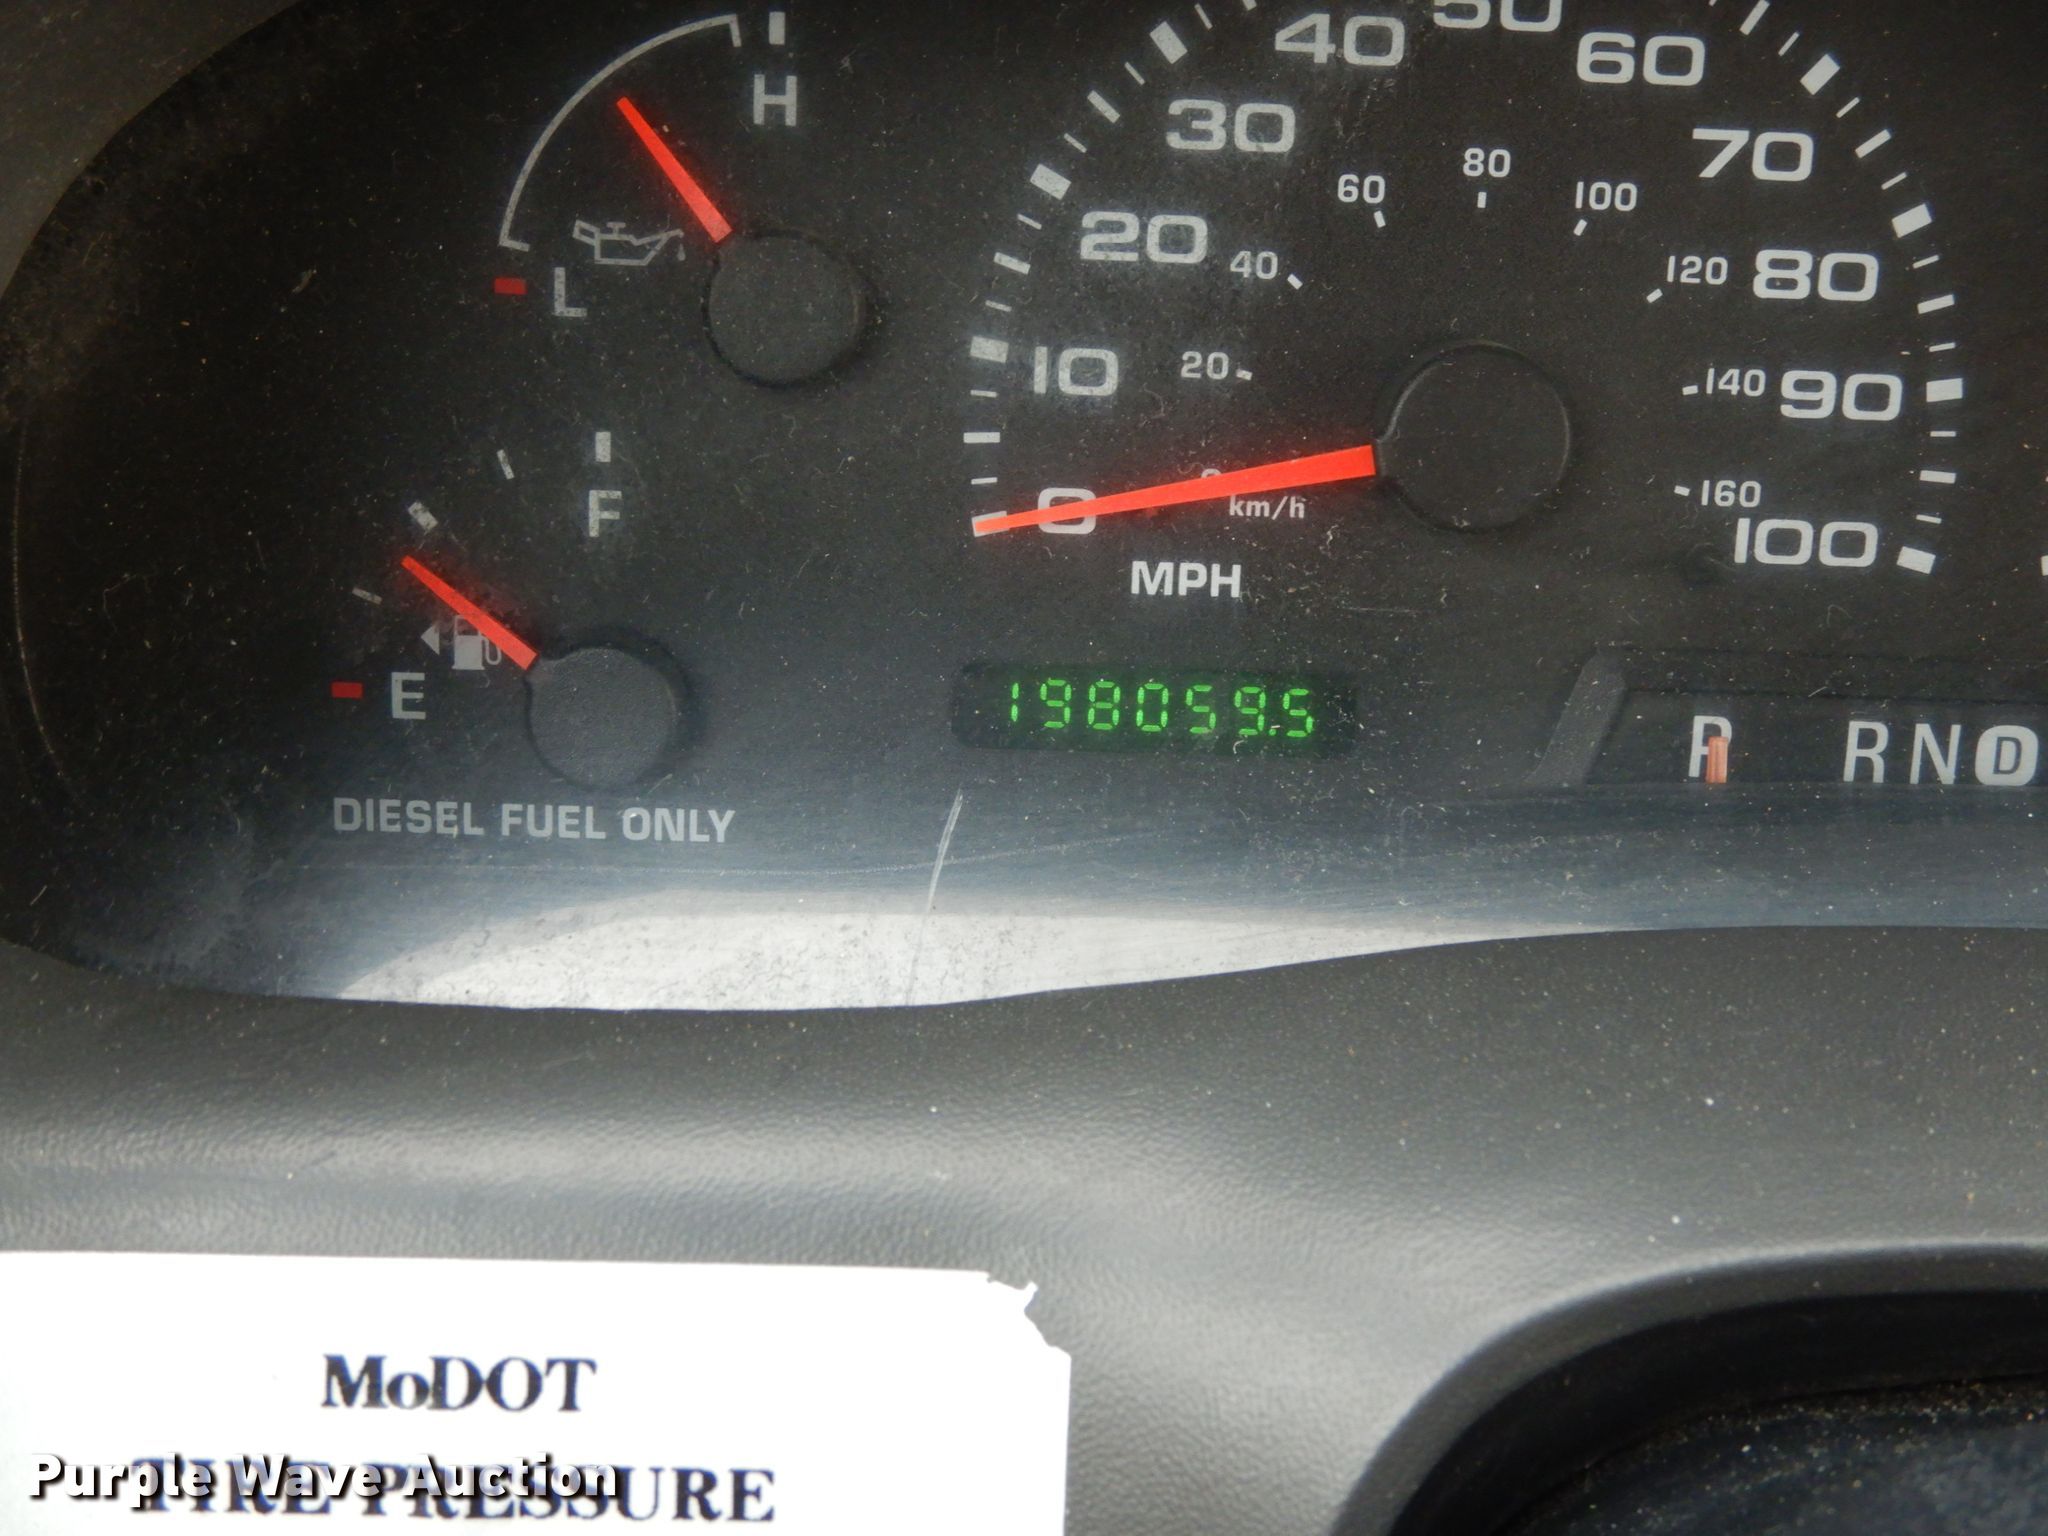 H
L
F
E
DIESEL FUEL ONLY
10 20 30 40 50 60 70 80 90 100
20 40 60 80 100 120 140 160
0
0
km/h
MPH
198059.5
P R N D
MoDOT
TIRE PRESSURE
Purple Wave Auction